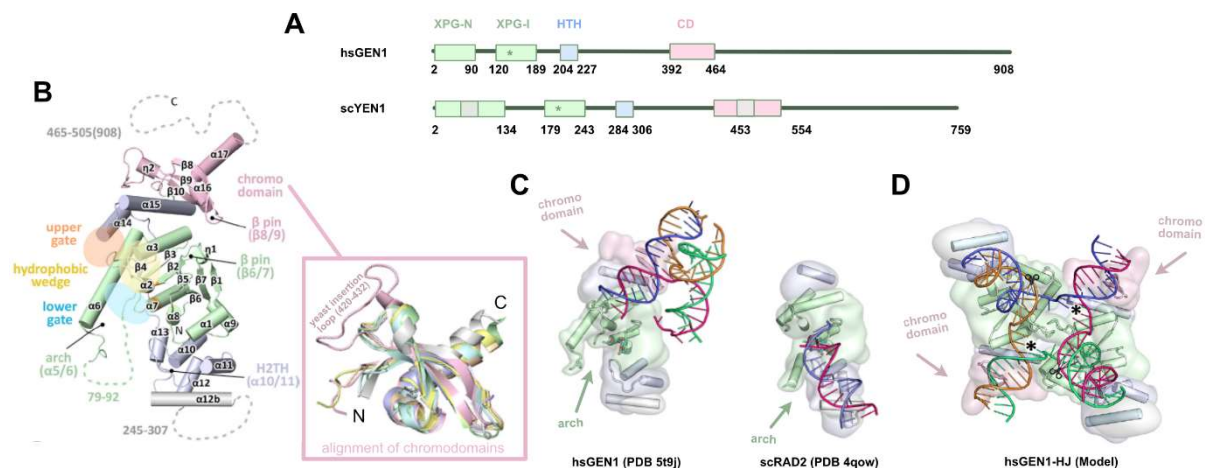 A
XPG-N XPG-I HTH CD
hsGEN1
*
2 90 120 189 204 227 392 464 908
scYEN1
*
2 134 179 243 284 306 453 554 759
B
C
465-505(908)
α17
η2
β8
β9
α16
β10
chromo
domain
α15
α14
β pin
(β8/9)
upper
gate
α3
β3
η1
β pin
(β6/7)
hydrophobic
wedge
β4
β2
α2
β5
β7
β1
lower
gate
α6
α7
β6
α8
N
α1
α9
α13
arch
(α5/6)
α10
79-92
α11
H2TH
(α10/11)
α12
α12b
245-307
yeast insertion
loop (420-432)
C
N
alignment of chromodomains
C
chromo
domain
arch
hsGEN1 (PDB 5t9j)
arch
scRAD2 (PDB 4qow)
D
chromo
domain
*
chromo
domain
*
hsGEN1-HJ (Model)